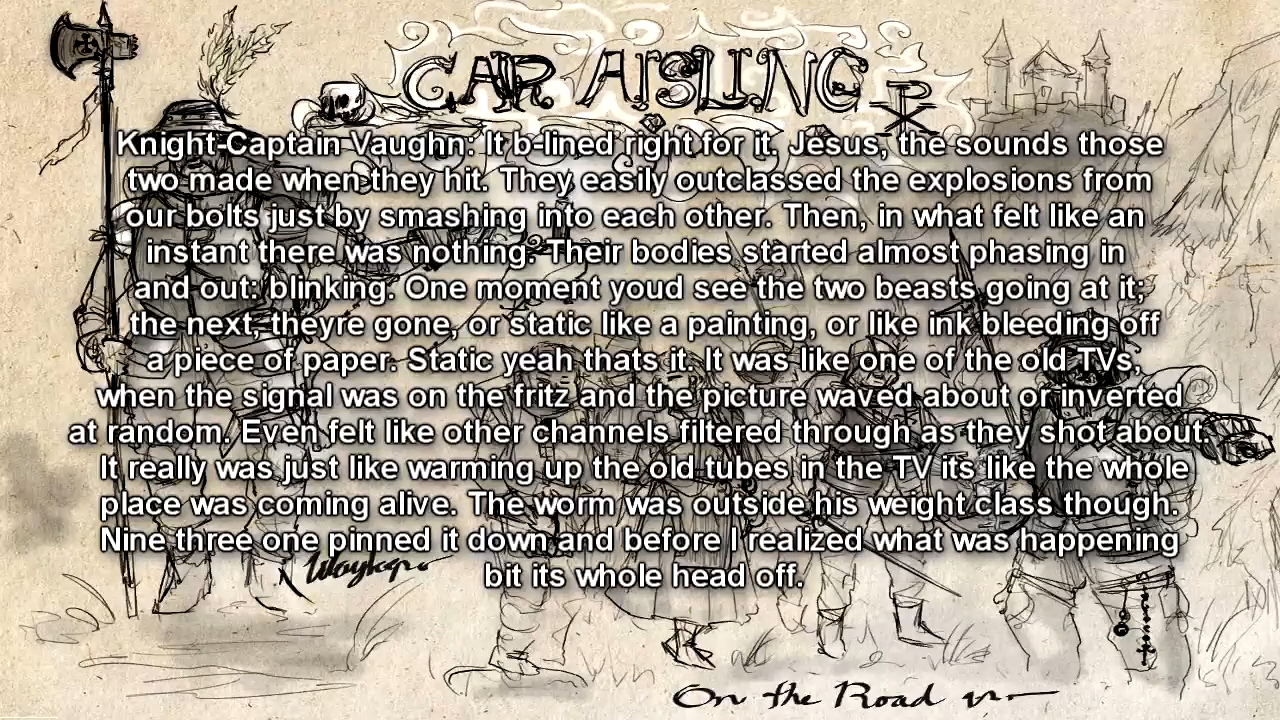 CAR AISLING
Knight-Captain Vaughn: It b-lined right for it. Jesus, the sounds those
two made when they hit. They easily outclassed the explosions from
our bolts just by smashing into each other. Then, in what felt like an
instant there was nothing. Their bodies started almost phasing in
and out: blinking. One moment youd see the two beasts going at it;
the next, theyre gone, or static like a painting, or like ink bleeding off
a piece of paper. Static yeah thats it. It was like one of the old TVs,
when the signal was on the fritz and the picture waved about or inverted
at random. Even felt like other channels filtered through as they shot about.
It really was just like warming up the old tubes in the TV its like the whole
place was coming alive. The worm was outside his weight class though.
Nine three one pinned it down and before I realized what was happening
bit its whole head off.
On the Road